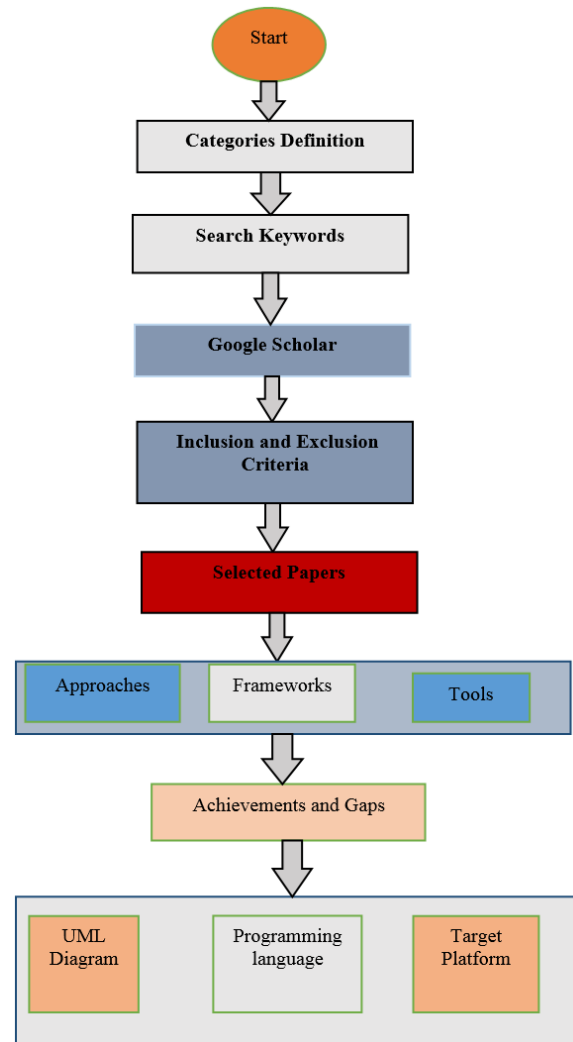 Start
Categories Definition
Search Keywords
Google Scholar
Inclusion and Exclusion
Criteria
Selected Papers
Approaches
Frameworks
Tools
Achievements and Gaps
UML
Diagram
Programming
language
Target
Platform